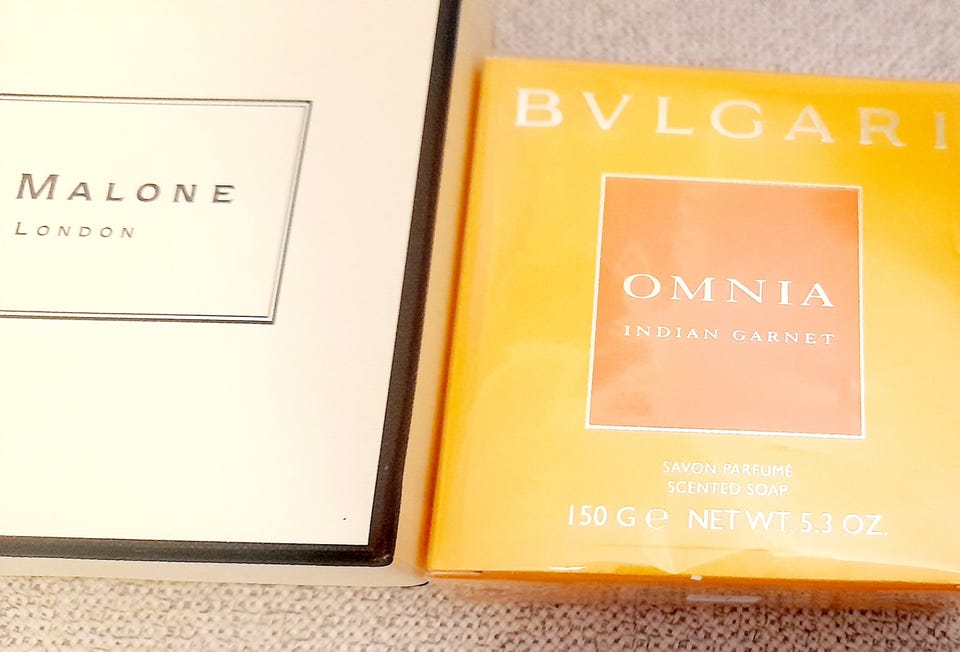 MALONE
LONDON
BVLGARI
OMNIA
INDIAN GARNET
SAVON PARFUMÉ
SCENTED SOAP
150 G ℮ NET WT. 5.3 OZ.